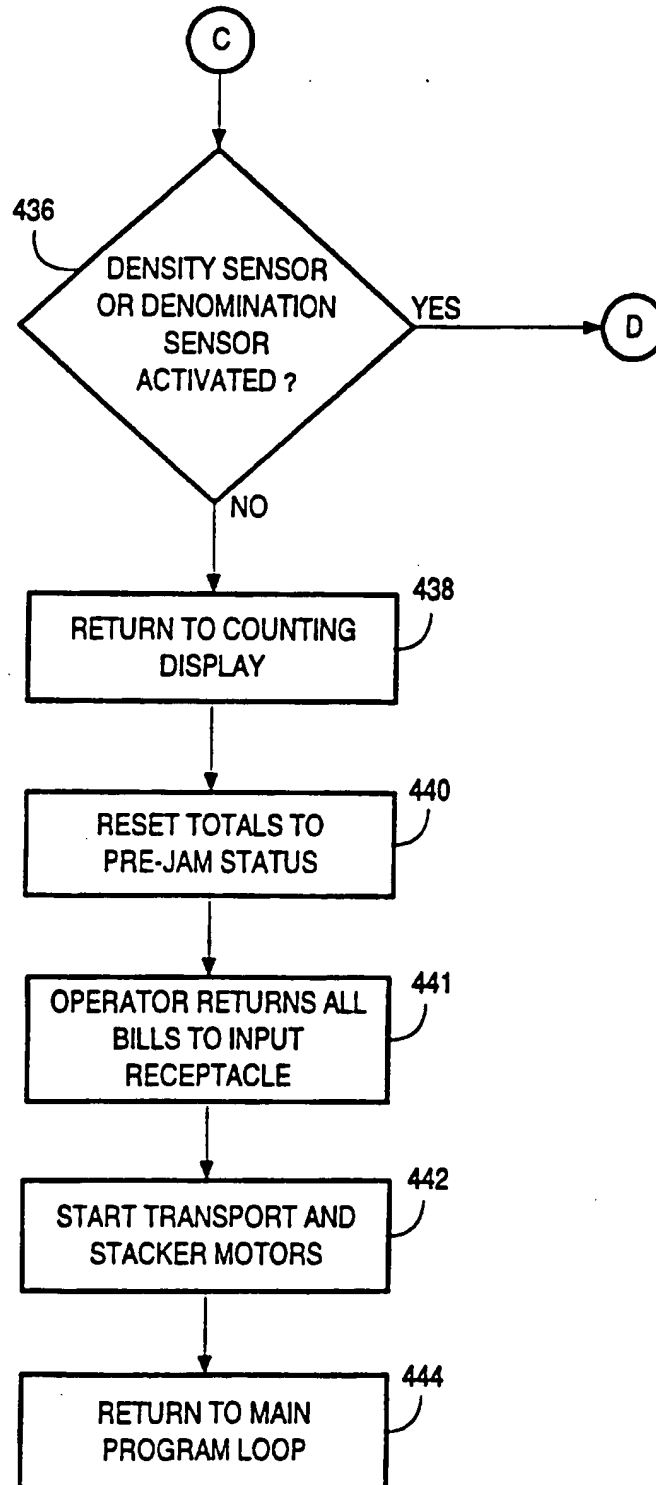 C
436
DENSITY SENSOR
OR DENOMINATION
SENSOR
ACTIVATED ?
YES
D
NO
438
RETURN TO COUNTING
DISPLAY
440
RESET TOTALS TO
PRE-JAM STATUS
441
OPERATOR RETURNS ALL
BILLS TO INPUT
RECEPTACLE
442
START TRANSPORT AND
STACKER MOTORS
444
RETURN TO MAIN
PROGRAM LOOP